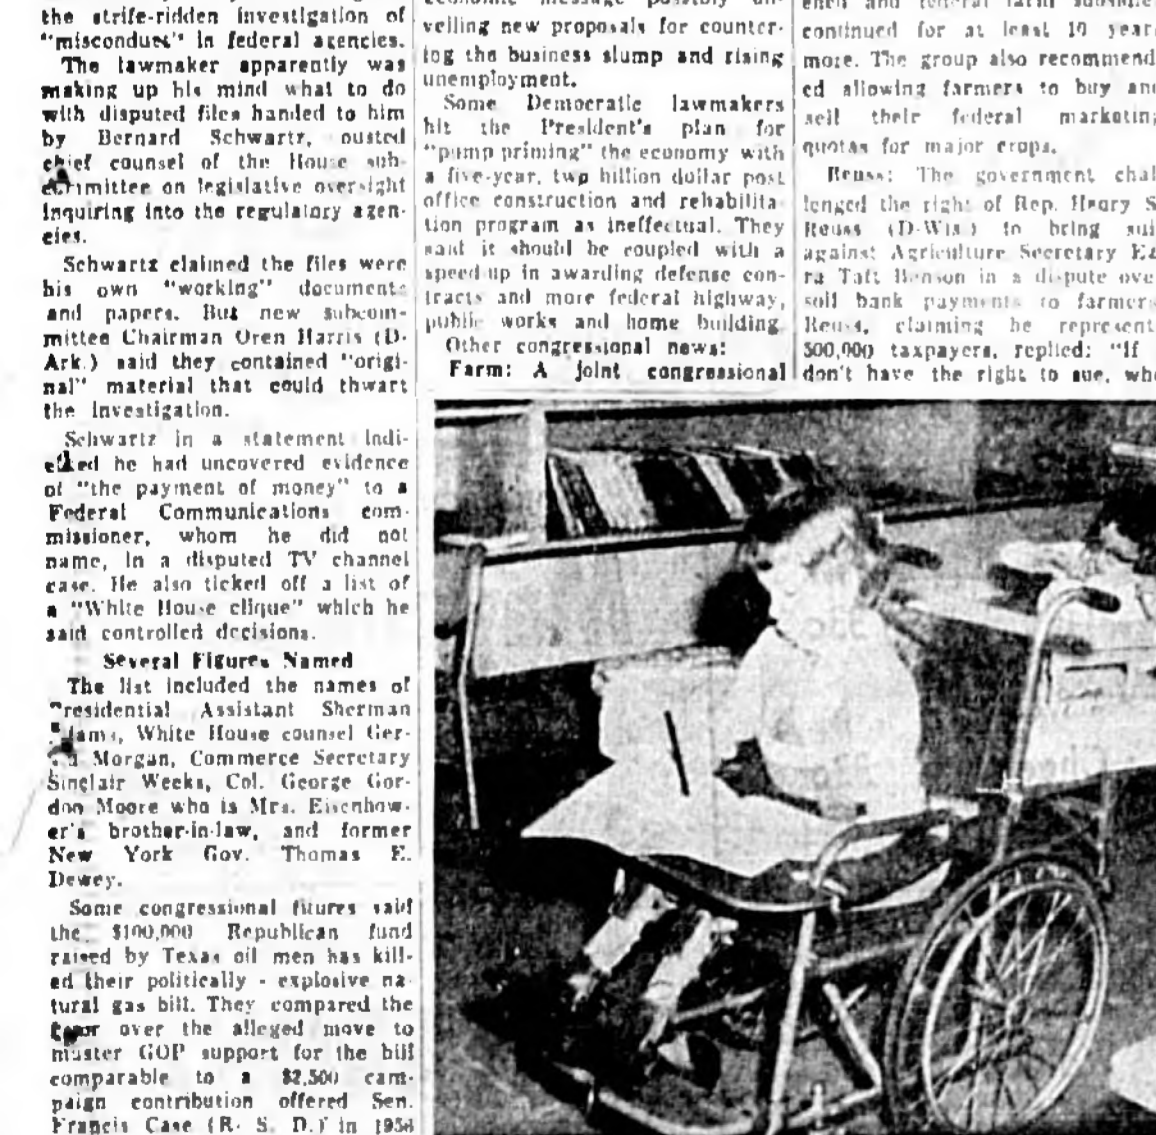 the strife-ridden investigation of
"misconduct" in federal agencies.
The lawmaker apparently was
making up his mind what to do
with disputed files handed to him
by Bernard Schwartz, ousted
chief counsel of the House sub-
committee on legislative oversight
inquiring into the regulatory agen-
cies.
Schwartz claimed the files were
his own "working" documents
and papers. But new subcom-
mittee Chairman Oren Harris (D-
Ark.) said they contained "origi-
nal" material that could thwart
the investigation.
Schwartz in a statement indi-
cated he had uncovered evidence
of "the payment of money" to a
Federal Communications com-
missioner, whom he did not
name, in a disputed TV channel
case. He also ticked off a list of
a "White House clique" which he
said controlled decisions.
Several Figures Named
The list included the names of
Presidential Assistant Sherman
Adams, White House counsel Ger-
Morgan, Commerce Secretary
Sinclair Weeks, Col. George Gor-
don Moore who is Mrs. Eisenhow-
er's brother-in-law, and former
New York Gov. Thomas E.
Dewey.
Some congressional figures said
the $100,000 Republican fund
raised by Texas oil men has kill-
ed their politically - explosive na-
tural gas bill. They compared the
over the alleged move to
muster GOP support for the bill
comparable to a $2,500 cam-
paign contribution offered Sen.
Francis Case (R- S. D.) in 1956
economic message possibly un-
veiling new proposals for counter-
ing the business slump and rising
unemployment.
Some Democratic lawmakers
hit the President's plan for
"pump priming" the economy with
a five-year, two billion dollar post
office construction and rehabilita-
tion program as ineffectual. They
said it should be coupled with a
speed-up in awarding defense con-
tracts and more federal highway,
public works and home building.
Other congressional news:
Farm: A joint congressional
and federal farm
continued for at least 10 years
more. The group also recommend-
ed allowing farmers to buy and
sell their federal marketing
quotas for major crops.
Reuss: The government chal-
lenged the right of Rep. Henry S.
Reuss (D-Wis.) to bring suit
against Agriculture Secretary Ez-
ra Taft Benson in a dispute over
soil bank payments to farmers.
Reuss, claiming he represents
500,000 taxpayers, replied: "If I
don't have the right to sue, who